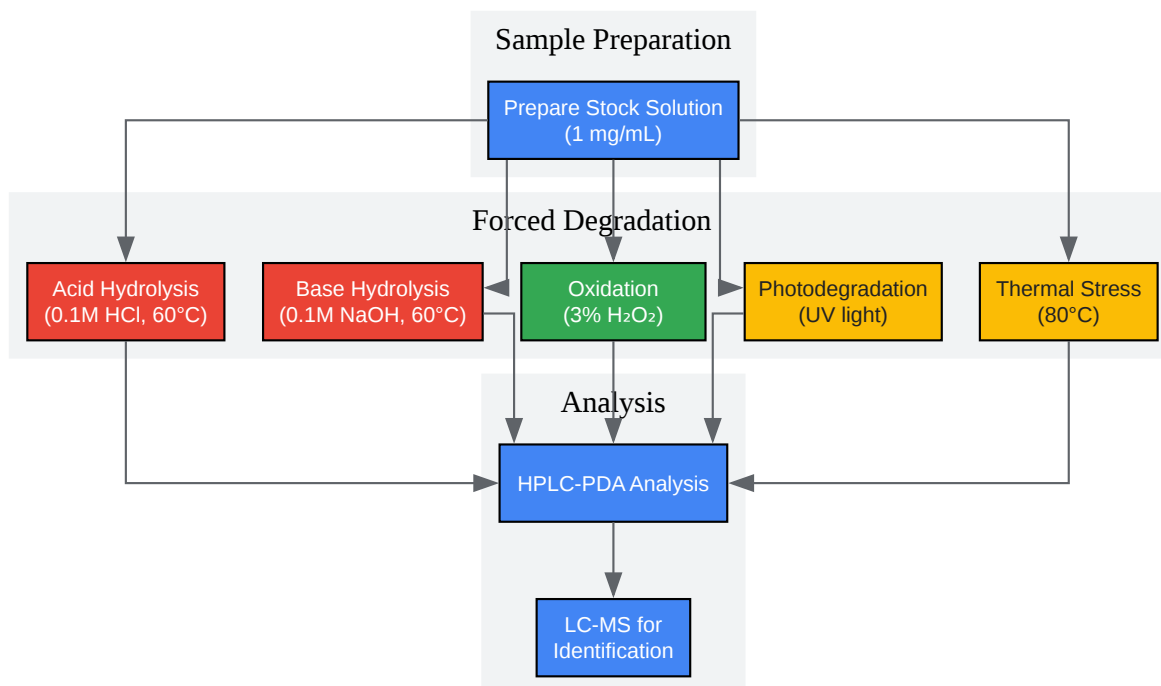 Sample Preparation
Prepare Stock Solution
(1 mg/mL)
Forced Degradation
Acid Hydrolysis
(0.1M HCl, 60°C)
Base Hydrolysis
(0.1M NaOH, 60°C)
Oxidation
(3% H₂O₂)
Photodegradation
(UV light)
Thermal Stress
(80°C)
Analysis
HPLC-PDA Analysis
LC-MS for
Identification